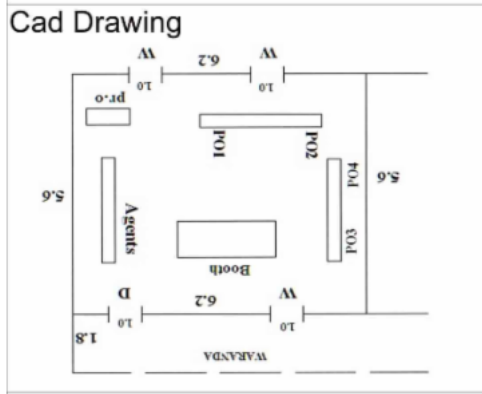 Cad Drawing
W 6.2 W
1.0 1.0
pr.o
PO1 PO2
5.6 5.6
Agents
PO4
PO3
Booth
D 6.2 W
1.0 1.0
1.8
WARANDA